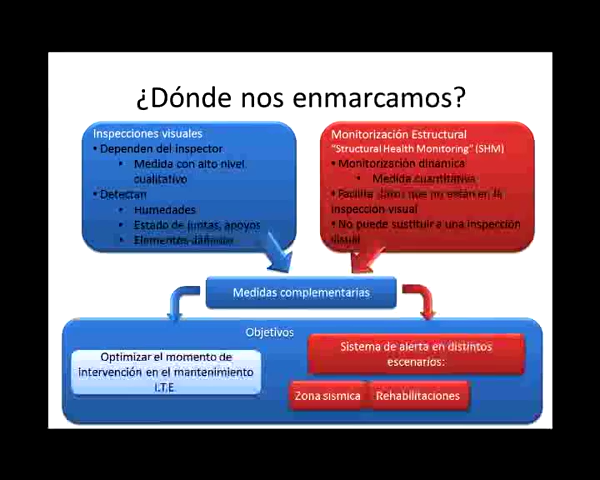 ¿Dónde nos enmarcamos?
Inspecciones visuales
• Dependen del inspector
• Medida con alto nivel
cualitativo
• Detectan
• Humedades
• Estado de juntas, apoyos
• Elementos dañados
Monitorización Estructural
“Structural Health Monitoring” (SHM)
• Monitorización dinámica
• Medida cuantitativa
• Facilita datos que no están en la
inspección visual
• No puede sustituir a una inspección
visual
Medidas complementarias
Objetivos
Optimizar el momento de
intervención en el mantenimiento
I.T.E
Sistema de alerta en distintos
escenarios:
Zona sísmica
Rehabilitaciones